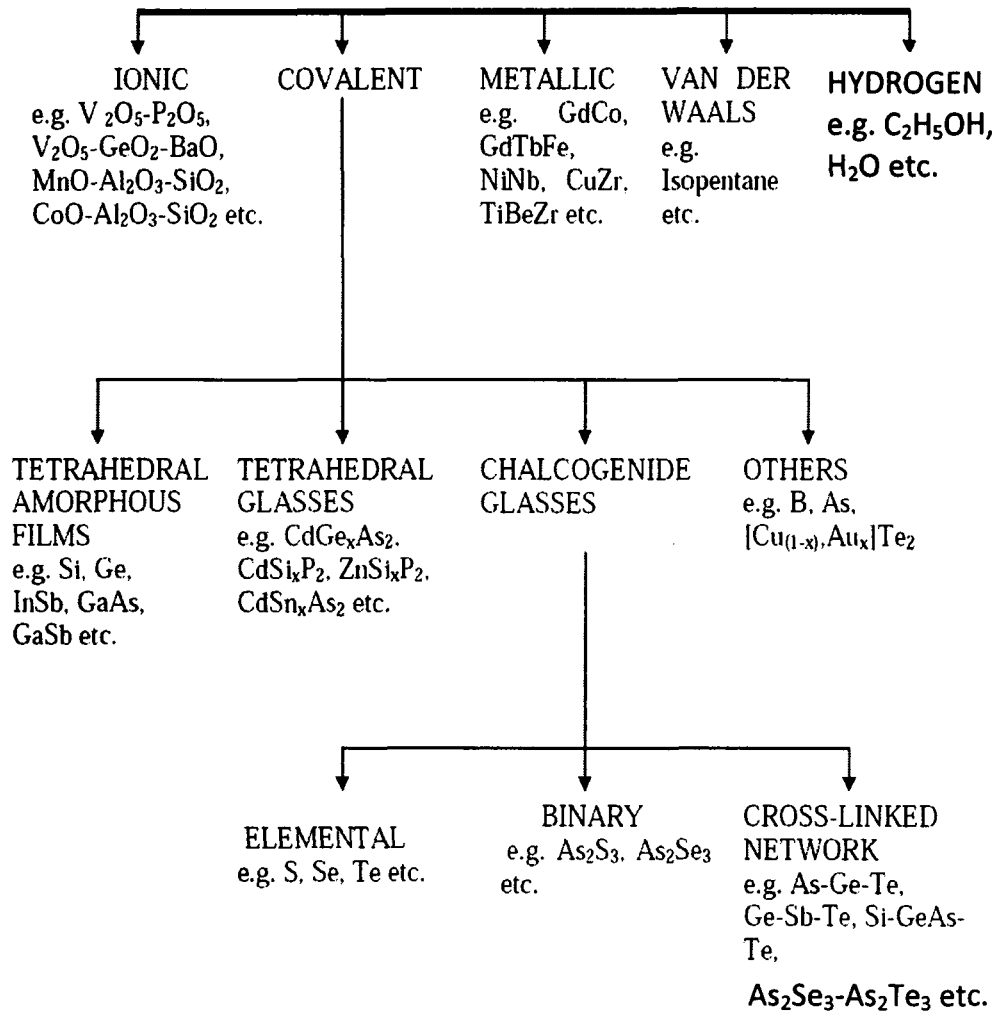 IONIC
e.g. V₂O₅-P₂O₅,
V₂O₅-GeO₂-BaO,
MnO-Al₂O₃-SiO₂,
CoO-Al₂O₃-SiO₂ etc.
COVALENT
METALLIC
e.g. GdCo,
GdTbFe,
NiNb, CuZr,
TiBeZr etc.
VAN DER
WAALS
e.g.
Isopentane
etc.
HYDROGEN
e.g. C₂H₅OH,
H₂O etc.
TETRAHEDRAL
AMORPHOUS
FILMS
e.g. Si, Ge,
InSb, GaAs,
GaSb etc.
TETRAHEDRAL
GLASSES
e.g. CdGeₓAs₂,
CdSiₓP₂, ZnSiₓP₂,
CdSnₓAs₂ etc.
CHALCOGENIDE
GLASSES
OTHERS
e.g. B, As,
[Cu₍₁₋ₓ₎,Auₓ]Te₂
ELEMENTAL
e.g. S, Se, Te etc.
BINARY
e.g. As₂S₃, As₂Se₃
etc.
CROSS-LINKED
NETWORK
e.g. As-Ge-Te,
Ge-Sb-Te, Si-GeAs-
Te,
As₂Se₃-As₂Te₃ etc.